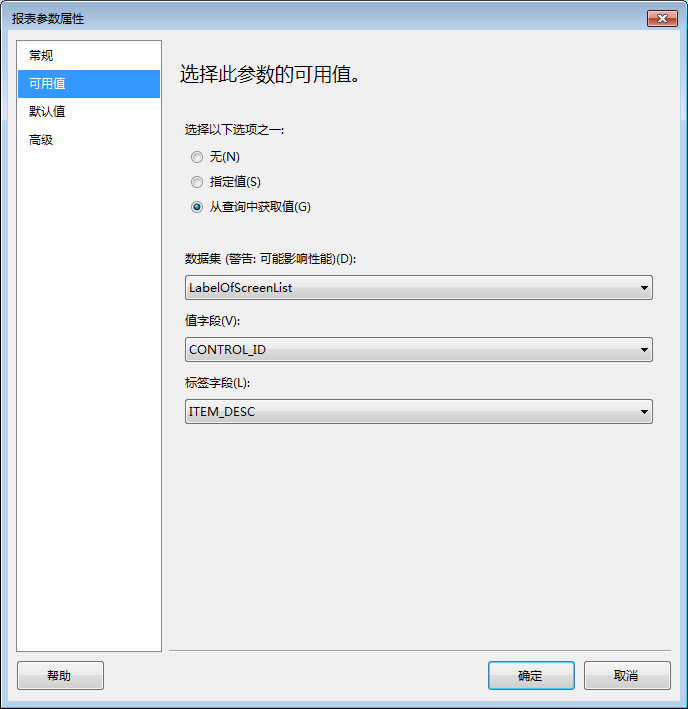 报表参数属性
常规
可用值
默认值
高级
选择此参数的可用值。
选择以下选项之一:
无(N)
指定值(S)
从查询中获取值(G)
数据集 (警告: 可能影响性能)(D):
LabelOfScreenList
值字段(V):
CONTROL_ID
标签字段(L):
ITEM_DESC
帮助
确定
取消